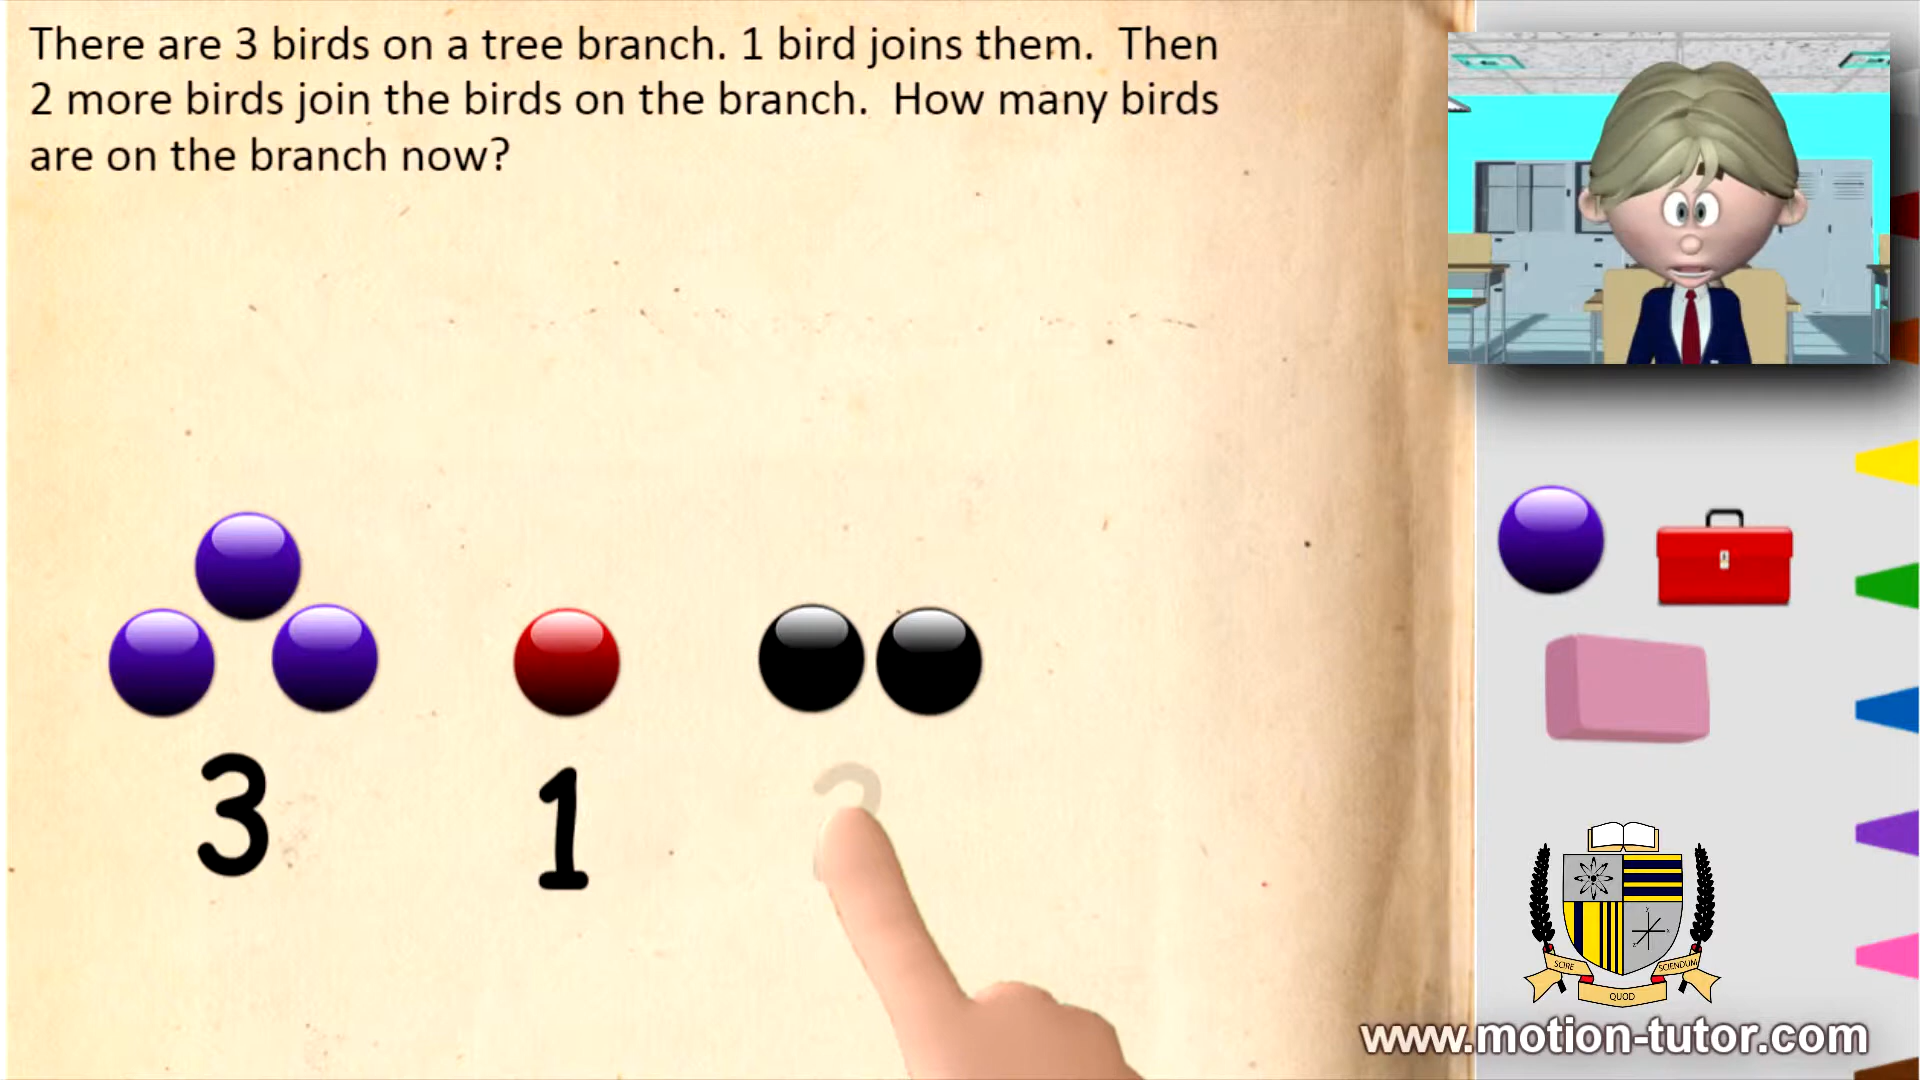 There are 3 birds on a tree branch. 1 bird joins them. Then
2 more birds join the birds on the branch. How many birds
are on the branch now?
3 1 2
SCIRE
SCIENDUM
QUOD
www.motion-tutor.com